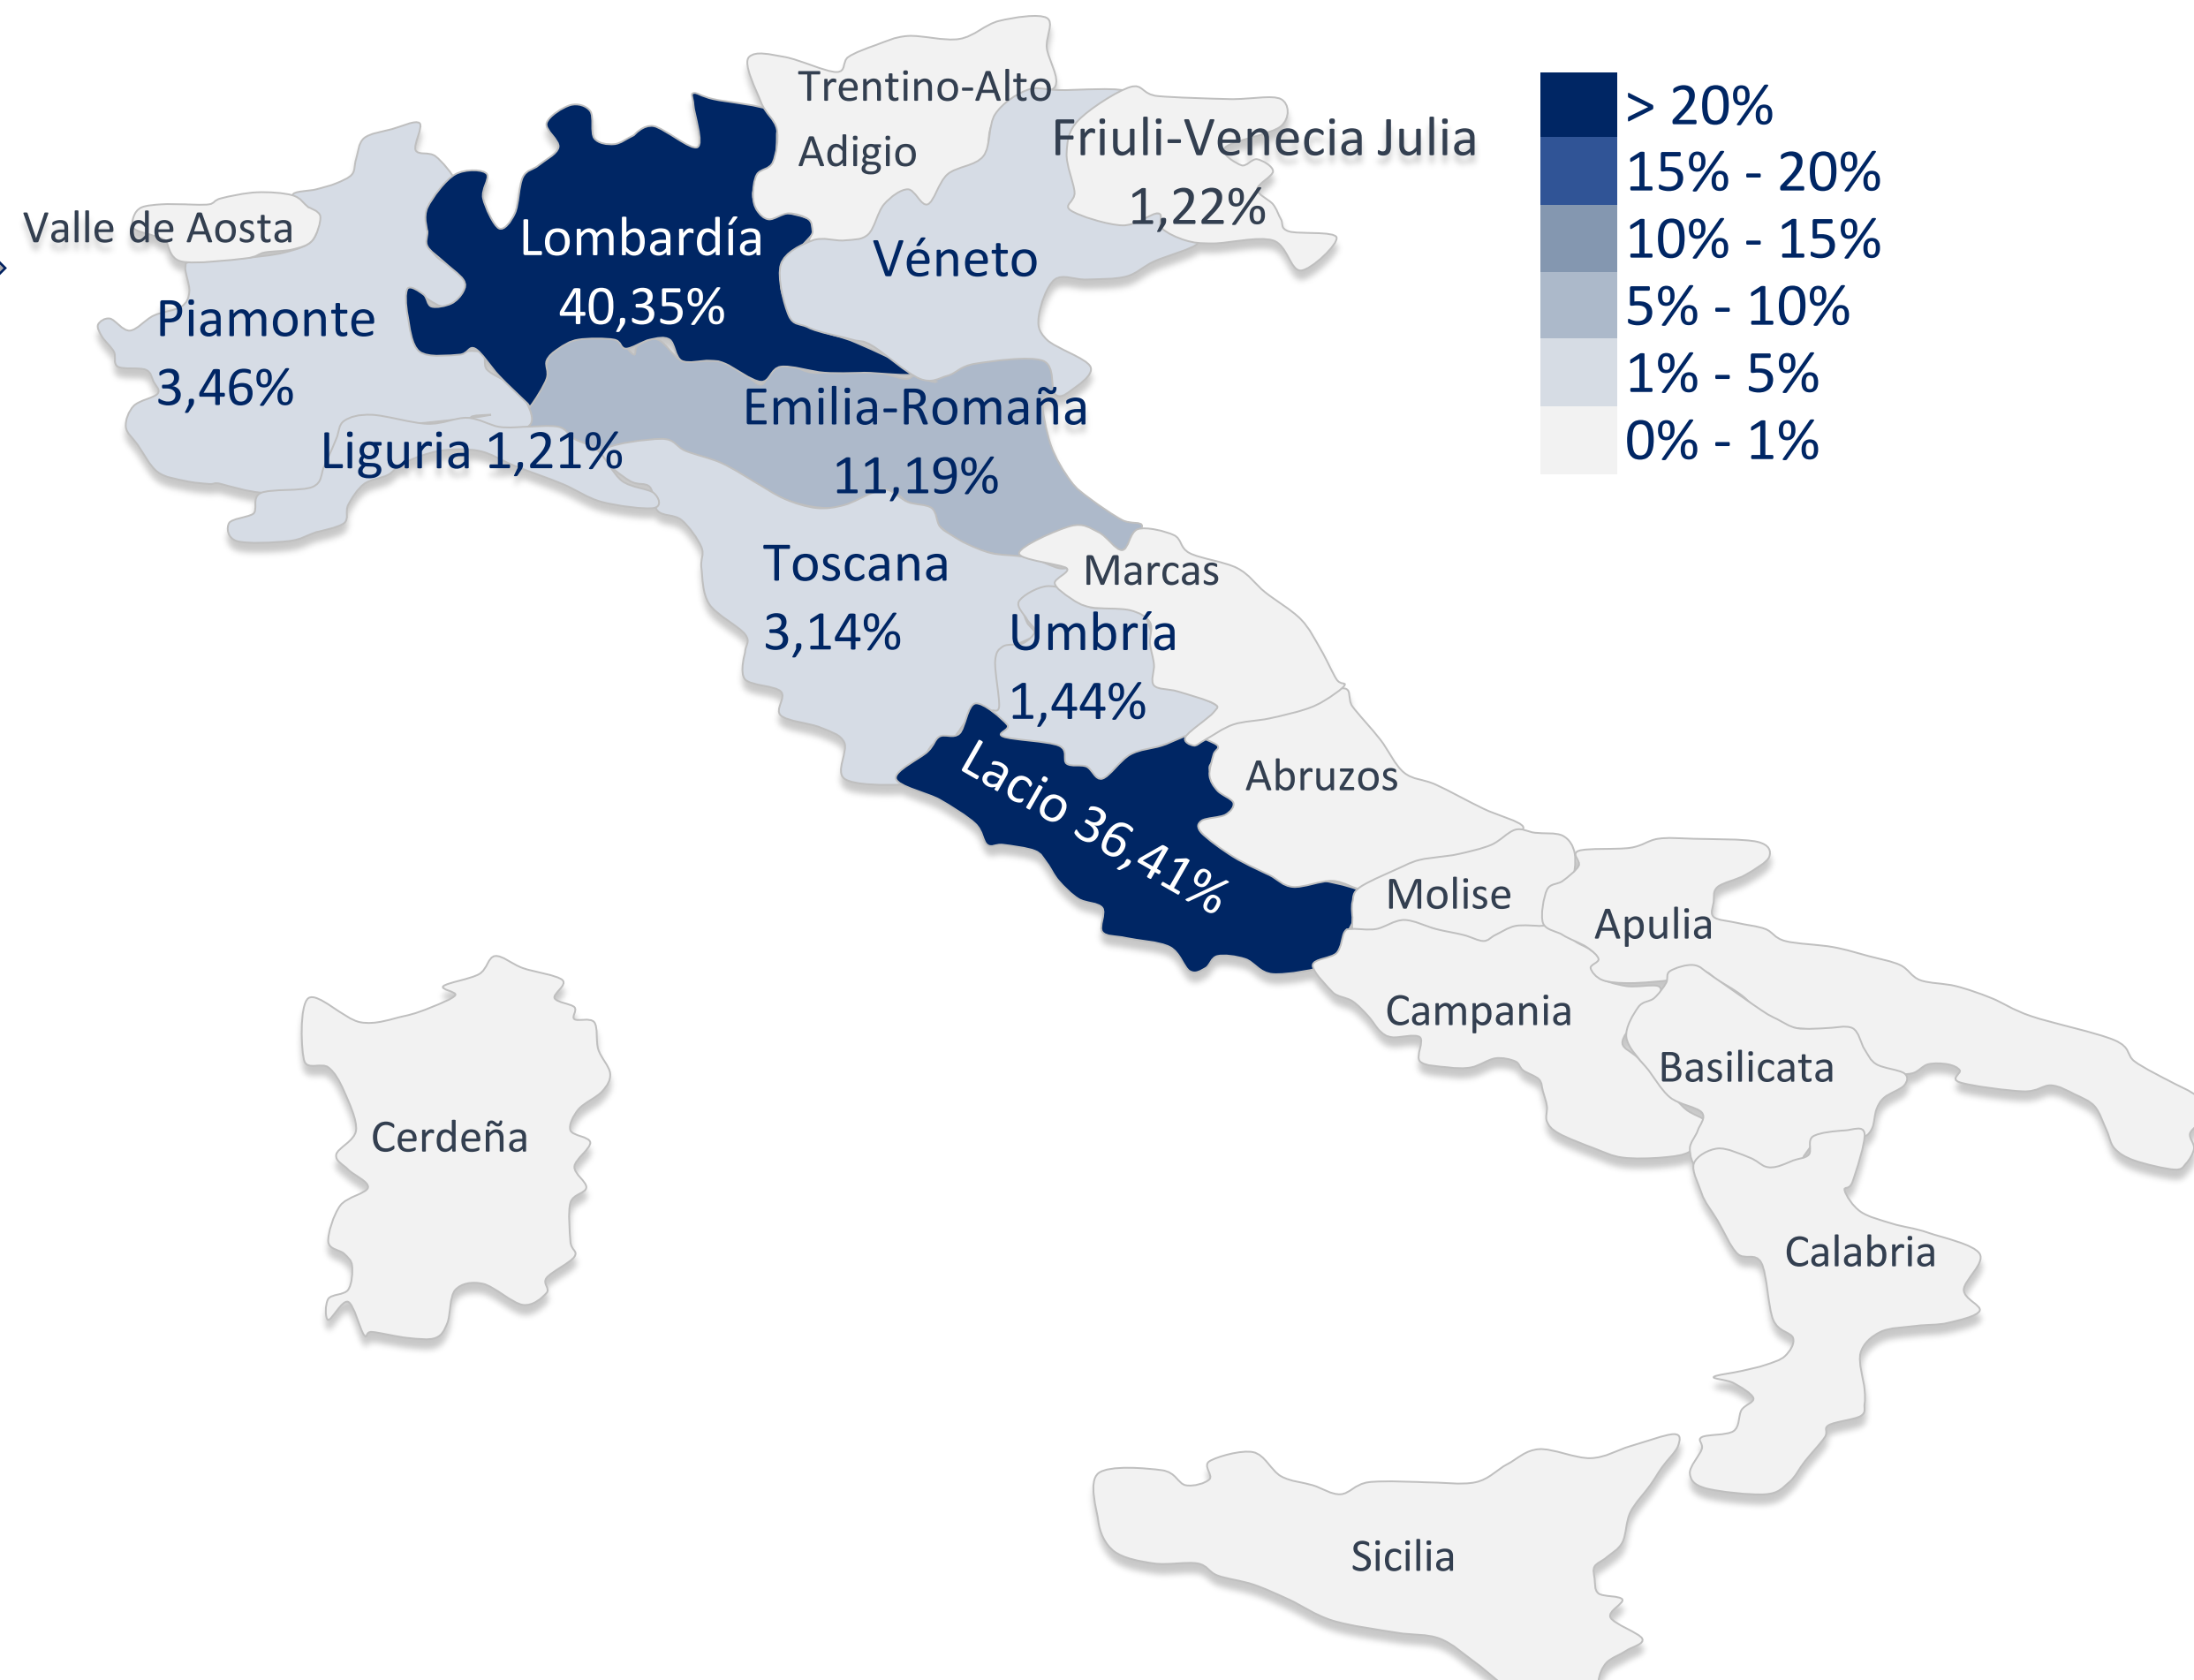 Trentino-Alto
Adigio
Friuli-Venecia Julia
1,22%
Valle de Aosta
Lombardía
40,35%
Véneto
Piamonte
3,46%
Emilia-Romaña
11,19%
Liguria 1,21%
Toscana
3,14%
Marcas
Umbría
1,44%
Lacio 36,41%
Abruzos
Molise
Apulia
Campania
Basilicata
Cerdeña
Calabria
Sicilia
> 20%
15% - 20%
10% - 15%
5% - 10%
1% - 5%
0% - 1%